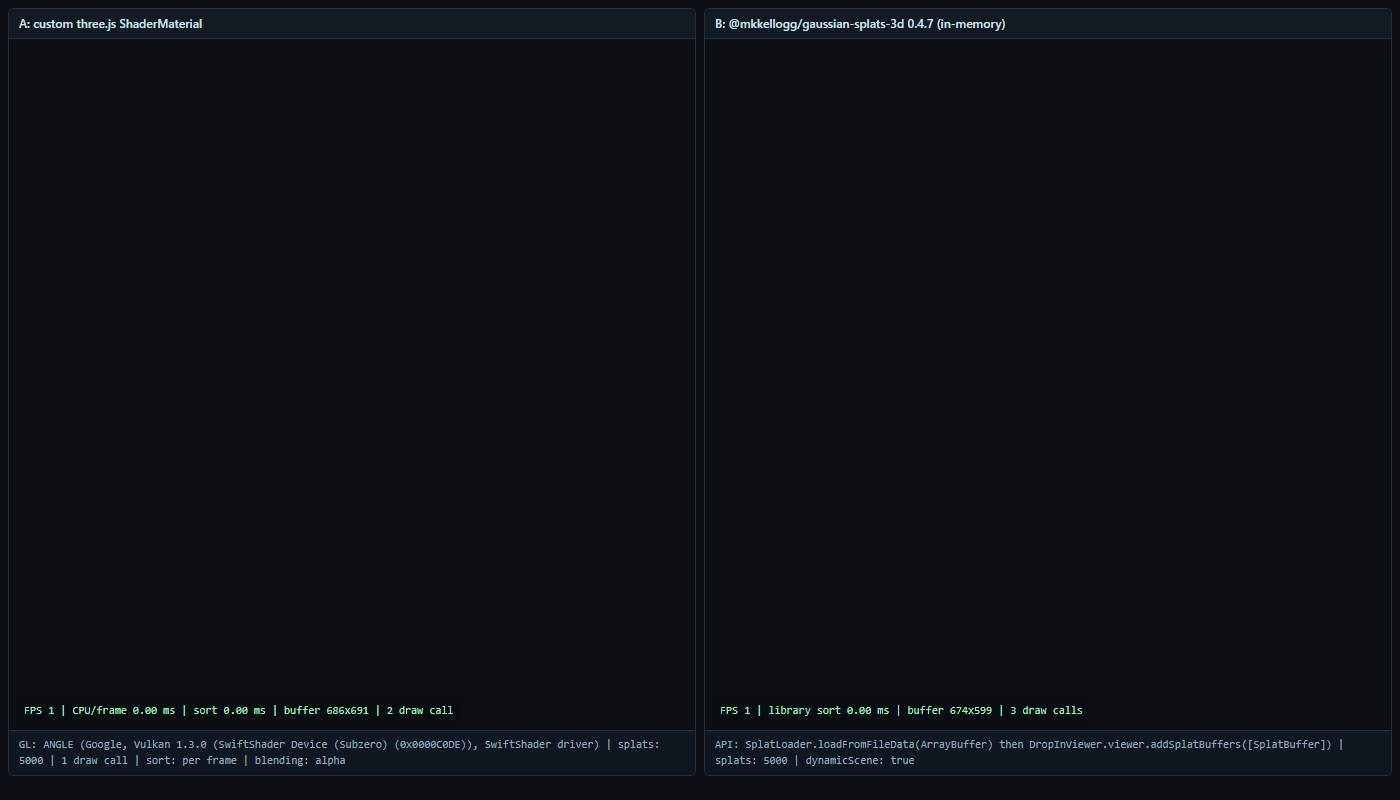 A: custom three.js ShaderMaterial
FPS 1 | CPU/frame 0.00 ms | sort 0.00 ms | buffer 686x691 | 2 draw call
GL: ANGLE (Google, Vulkan 1.3.0 (SwiftShader Device (Subzero) (0x0000C0DE)), SwiftShader driver) | splats:
5000 | 1 draw call | sort: per frame | blending: alpha
B: @mkkellogg/gaussian-splats-3d 0.4.7 (in-memory)
FPS 1 | library sort 0.00 ms | buffer 674x599 | 3 draw calls
API: SplatLoader.loadFromFileData(ArrayBuffer) then DropInViewer.viewer.addSplatBuffers([SplatBuffer]) |
splats: 5000 | dynamicScene: true